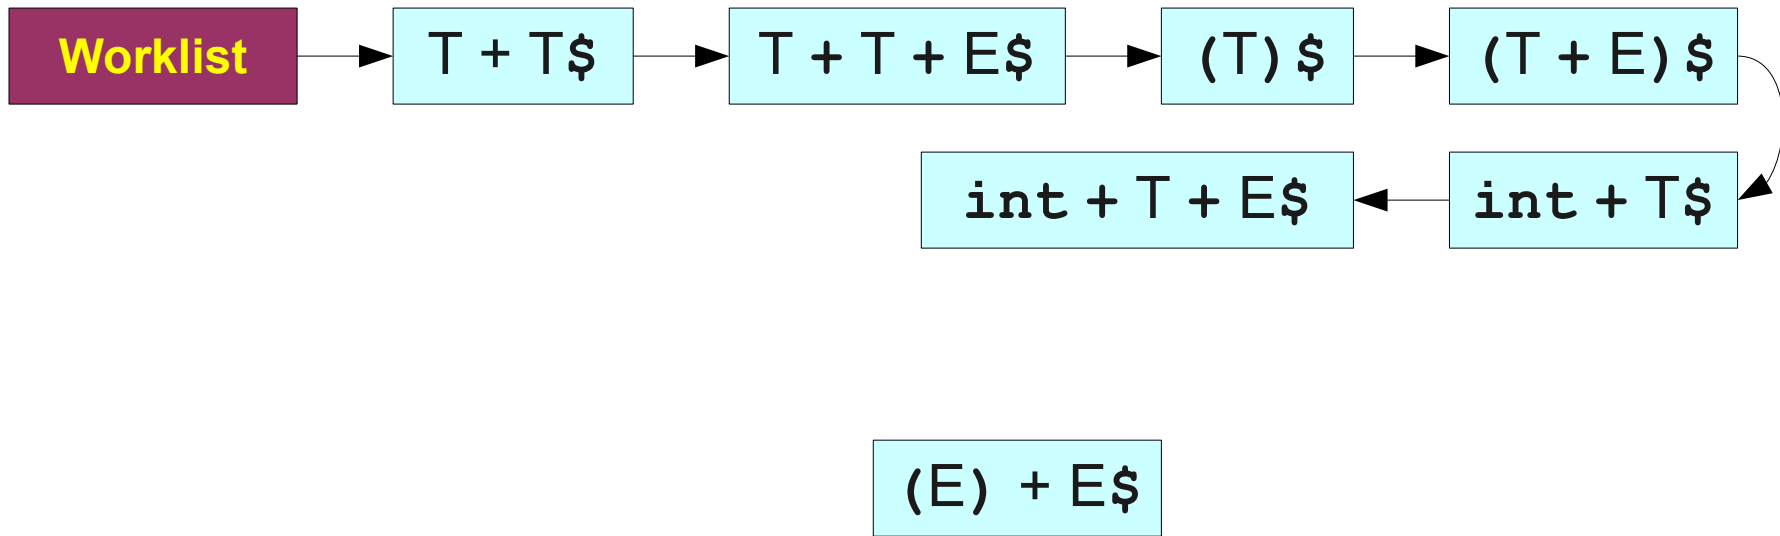 Worklist
T + T$
T + T + E$
(T)$
(T + E)$
int + T + E$
int + T$
(E) + E$